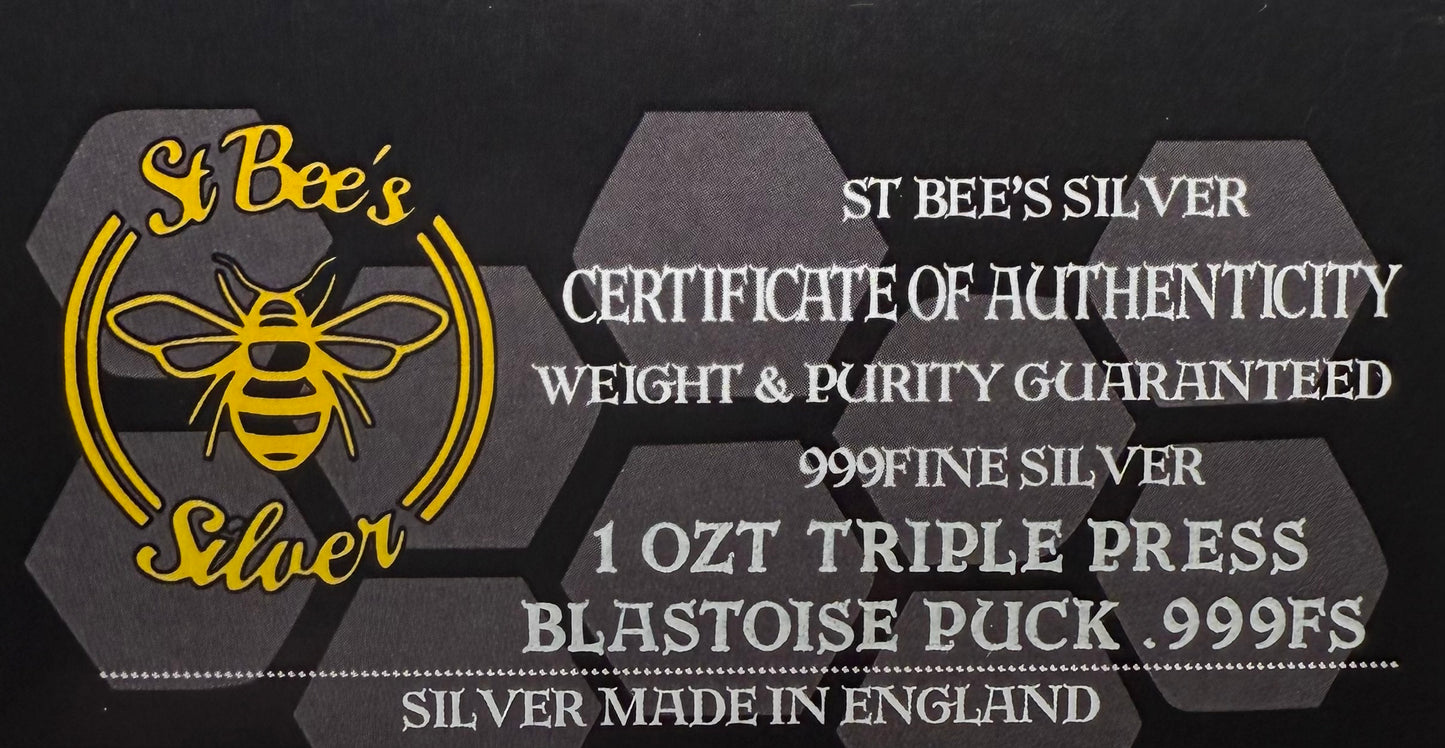 St Bee's
Silver
ST BEE'S SILVER
CERTIFICATE OF AUTHENTICITY
WEIGHT & PURITY GUARANTEED
999FINE SILVER
1 OZT TRIPLE PRESS
BLASTOISE PUCK .999FS
SILVER MADE IN ENGLAND